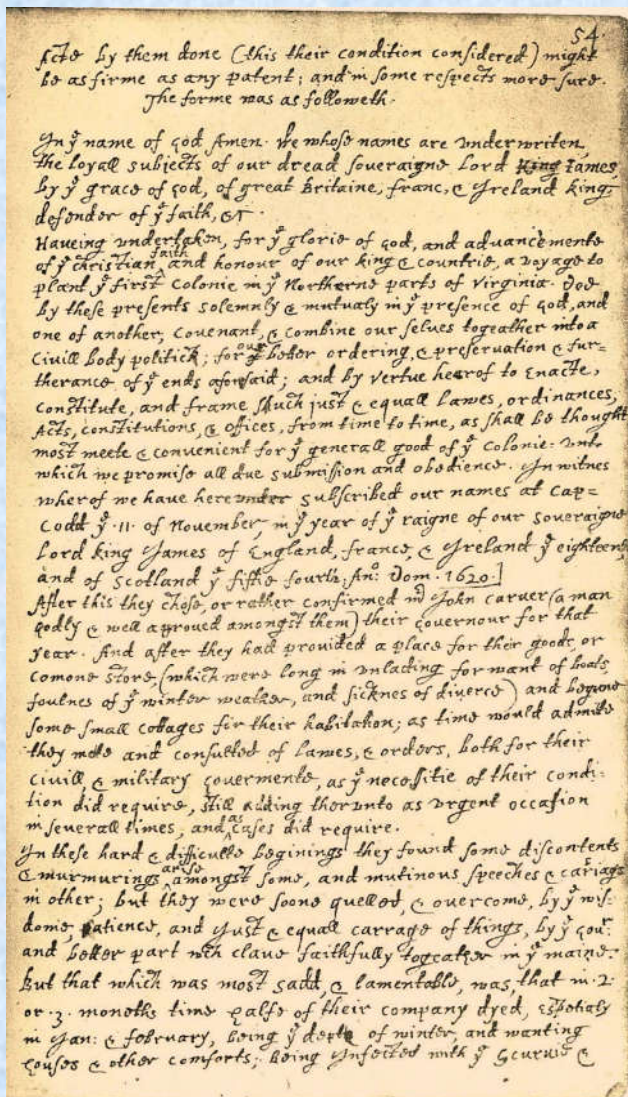 54.
Acts by them done (this their condition considered) might
be as firme as any patent; and in some respects more sure.
The forme was as followeth.
In yᵉ name of god Amen. We whose names are underwriten,
the loyall subjects of our dread soveraigne Lord King James,
by yᵉ grace of god, of great Britaine, franc, & Ireland king,
defender of yᵉ faith, &c.
Haveing undertaken, for yᵉ glorie of god, and advancemente
of yᵉ christian faith and honour of our king & countrie, a voyage to
plant yᵉ first Colonie in yᵉ Northerne parts of Virginia. Doe
by these presents solemnly & mutualy in yᵉ presence of god, and
one of another, covenant, & combine our selves togeather into a
Civill body politick; for our better ordering, & preservation & fur=
therance of yᵉ ends aforesaid; and by vertue hearof to Enacte,
constitute, and frame shuch just & equall lawes, ordinances,
Acts, constitutions, & offices, from time to time, as shall be thought
most meete & convenient for yᵉ generall good of yᵉ Colonie: unto
which we promise all due submission and obedience. In witnes
wherof we have hereunder subscribed our names at Cap=
Codd yᵉ .11. of November, in yᵉ year of yᵉ raigne of our soveraigne
Lord king James of England, france, & Ireland yᵉ eighteenth
and of Scotland yᵉ fiftie fourth. Anᵒ: Dom. 1620.]
After this they chose, or rather confirmed mʳ John carver (a man
godly & well aproved amongst them) their governour for that
year. And after they had provided a place for their goods, or
comone store, (which were long in unlading for want of boats,
foulnes of yᵉ winter weather, and sicknes of diverce) and begune
some small cottages for their habitation; as time would admitte
they mette and consulted of lawes, & orders, both for their
civill, & military govermente, as yᵉ necessitie of their condi=
tion did require, still adding therunto as urgent occasion
in severall times, and as cases did require.
In these hard & difficulte beginings they found some discontents
& murmurings arise amongst some, and mutinous speeches & cariags
in other; but they were soone quelled, & overcome, by yᵉ wis=
dome, patience, and just & equall carrage of things, by yᵉ govʳ:
and better part wch clave faithfully togeather in yᵉ maine.
But that which was most sadd, & lamentable, was, that in .2.
or .3. moneths time halfe of their company dyed, espetialy
in Jan: & february, being yᵉ depth of winter, and wanting
houses & other comforts; being Infected with yᵉ Scurvie &